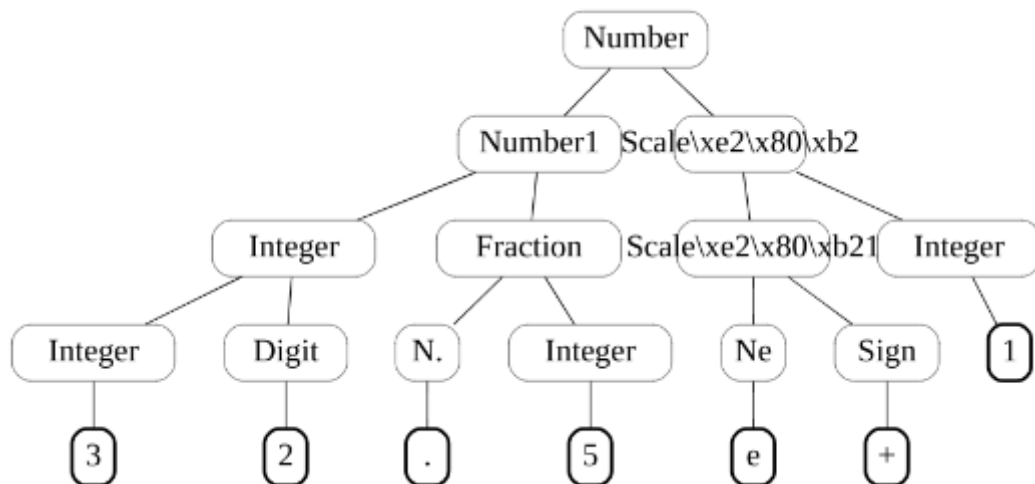 Number
Number1 Scale\xe2\x80\xb2
Integer Fraction Scale\xe2\x80\xb21 Integer
Integer Digit N. Integer Ne Sign 1
3 2 . 5 e +